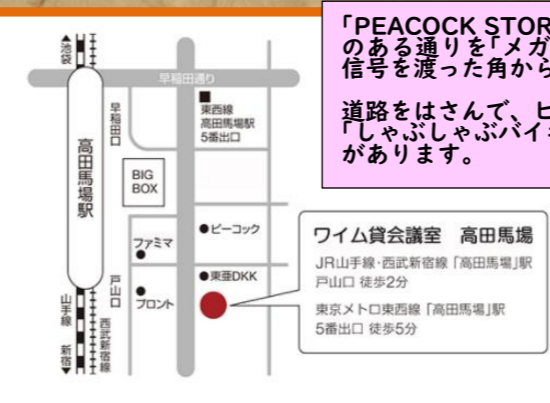 「PEACOCK STOR
のある通りを「メガ
信号を渡った角から
道路をはさんで、ピ
「しゃぶしゃぶバイキ
があります。
▲池袋
早稲田通り
早稲田口
東西線
高田馬場駅
5番出口
高田馬場駅
BIG
BOX
ピーコック
ファミマ
東亜DKK
戸山口
プロント
山手線
西武新宿線
新宿▼
ワイム貸会議室 高田馬場
JR山手線・西武新宿線「高田馬場」駅
戸山口 徒歩2分
東京メトロ東西線「高田馬場」駅
5番出口 徒歩5分